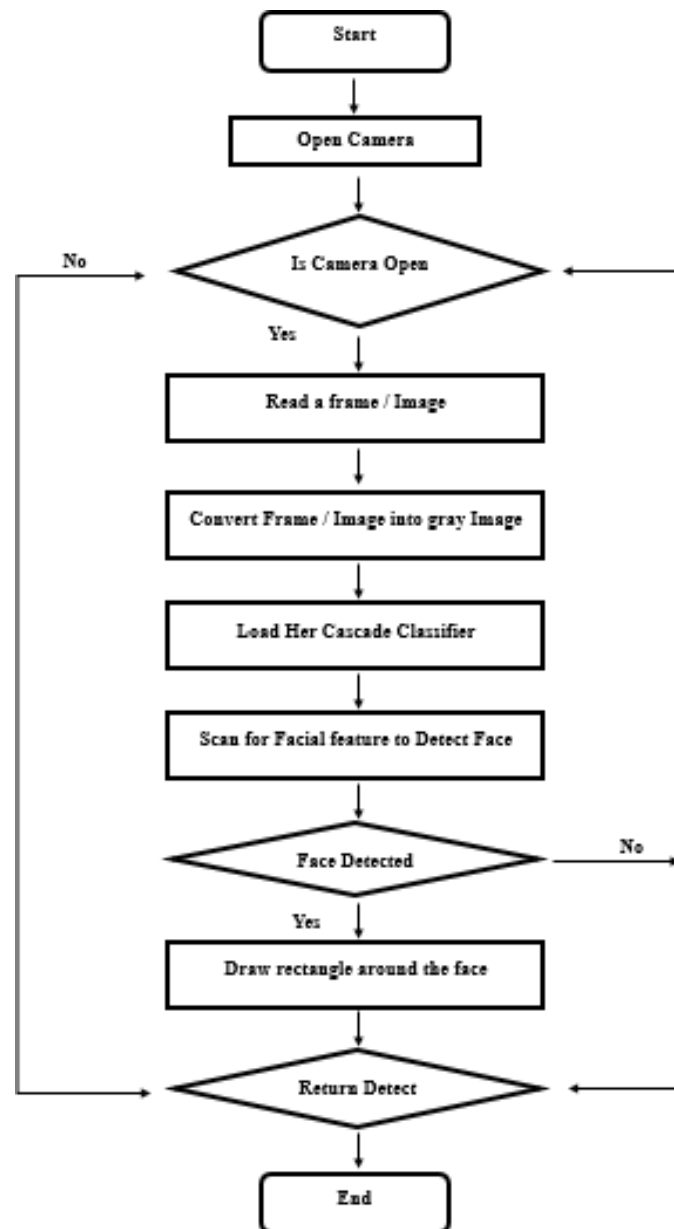 Start
Open Camera
Is Camera Open
No
Yes
Read a frame / Image
Convert Frame / Image into gray Image
Load Her Cascade Classifier
Scan for Facial feature to Detect Face
Face Detected
No
Yes
Draw rectangle around the face
Return Detect
End